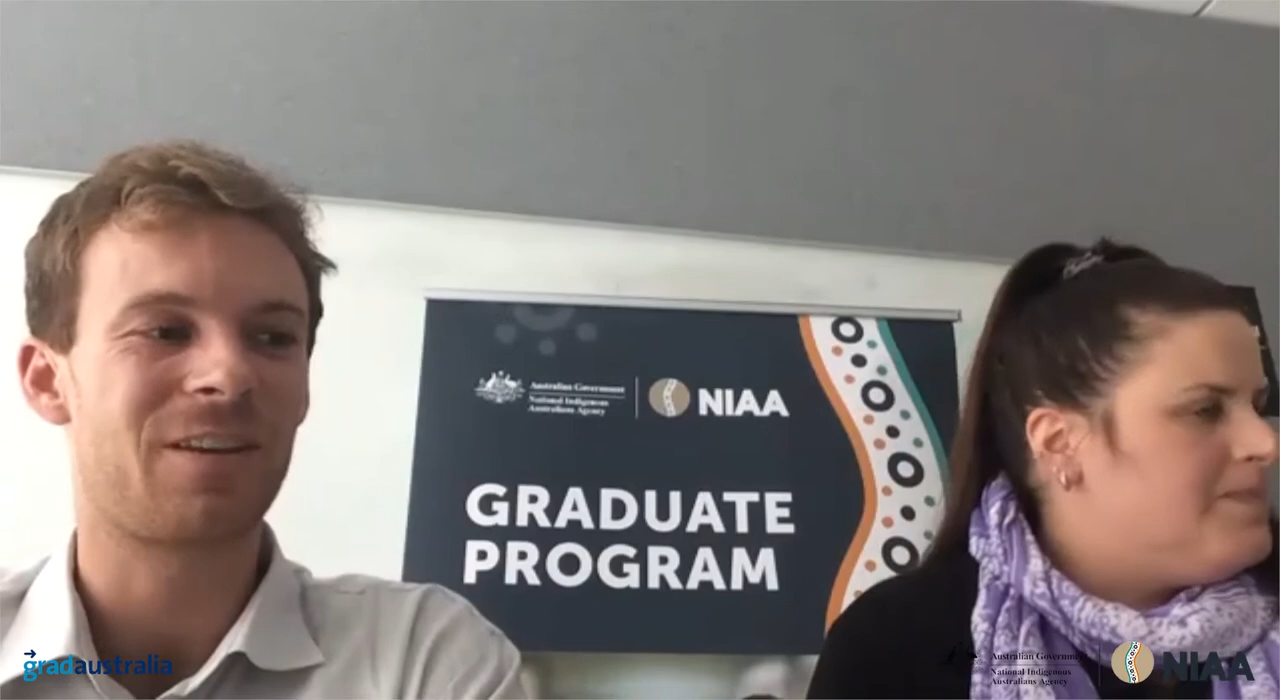 Australian Government
National Indigenous
Australians Agency
NIAA
GRADUATE
PROGRAM
gradaustralia
Australian Government
National Indigenous
Australians Agency
NIAA